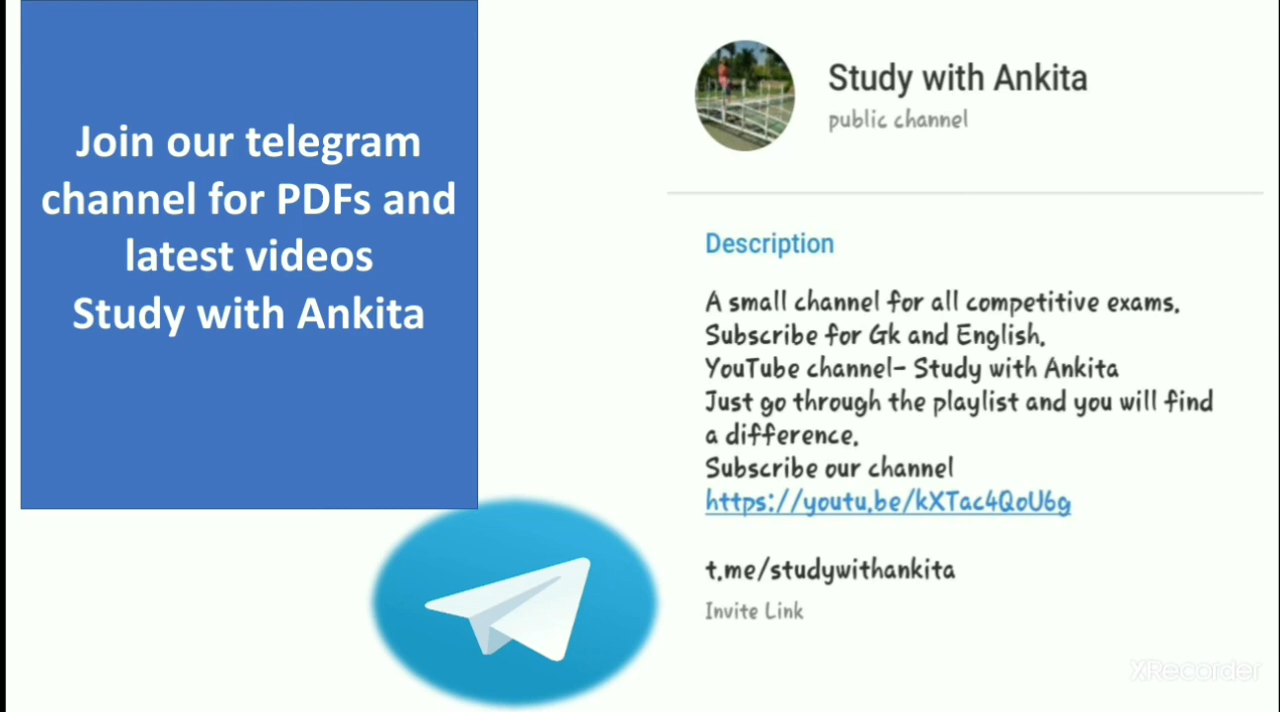 Join our telegram
channel for PDFs and
latest videos
Study with Ankita
Study with Ankita
public channel
Description
A small channel for all competitive exams.
Subscribe for Gk and English.
YouTube channel- Study with Ankita
Just go through the playlist and you will find
a difference.
Subscribe our channel
https://youtu.be/kXTac4QoU6g
t.me/studywithankita
Invite Link
XRecorder